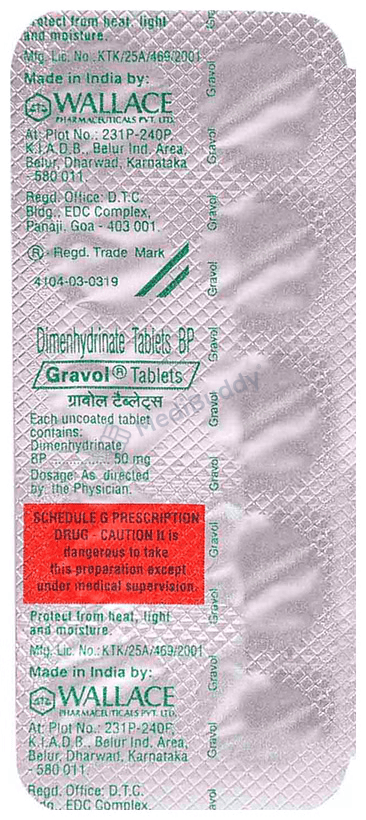 Protect from heat, light
and moisture.
Mfg. Lic. No.:KTK/25A/469/2001
Made in India by:
WALLACE
PHARMACEUTICALS PVT. LTD.
At: Plot No.: 231P-240P,
K.I.A.D.B., Belur Ind. Area,
Belur, Dharwad, Karnataka
- 580 011.
Regd. Office: D.T.C.
Bldg., EDC Complex,
Panaji, Goa - 403 001.
® - Regd. Trade Mark
4104-03-0319
Dimenhydrinate Tablets BP
Gravol® Tablets
ग्रावोल टैब्लेट्स
Each uncoated tablet
contains:
Dimenhydrinate
BP ................ 50 mg
Dosage: As directed
by the Physician.
SCHEDULE G PRESCRIPTION
DRUG - CAUTION It is
dangerous to take
this preparation except
under medical supervision.
Protect from heat, light
and moisture.
Mfg. Lic. No.:KTK/25A/469/2001
Made in India by:
WALLACE
PHARMACEUTICALS PVT. LTD.
At: Plot No.: 231P-240P,
K.I.A.D.B., Belur Ind. Area,
Belur, Dharwad, Karnataka
- 580 011.
Regd. Office: D.T.C.
EDC Complex,
Gravol
Gravol
Gravol
Gravol
Gravol
Gravol
Gravol
Gravol
Gravol
Gravol
Gravol
MedBuddy